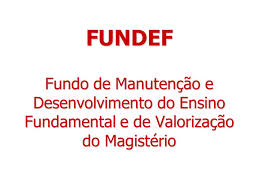 FUNDEF
Fundo de Manutenção e
Desenvolvimento do Ensino
Fundamental e de Valorização
do Magistério